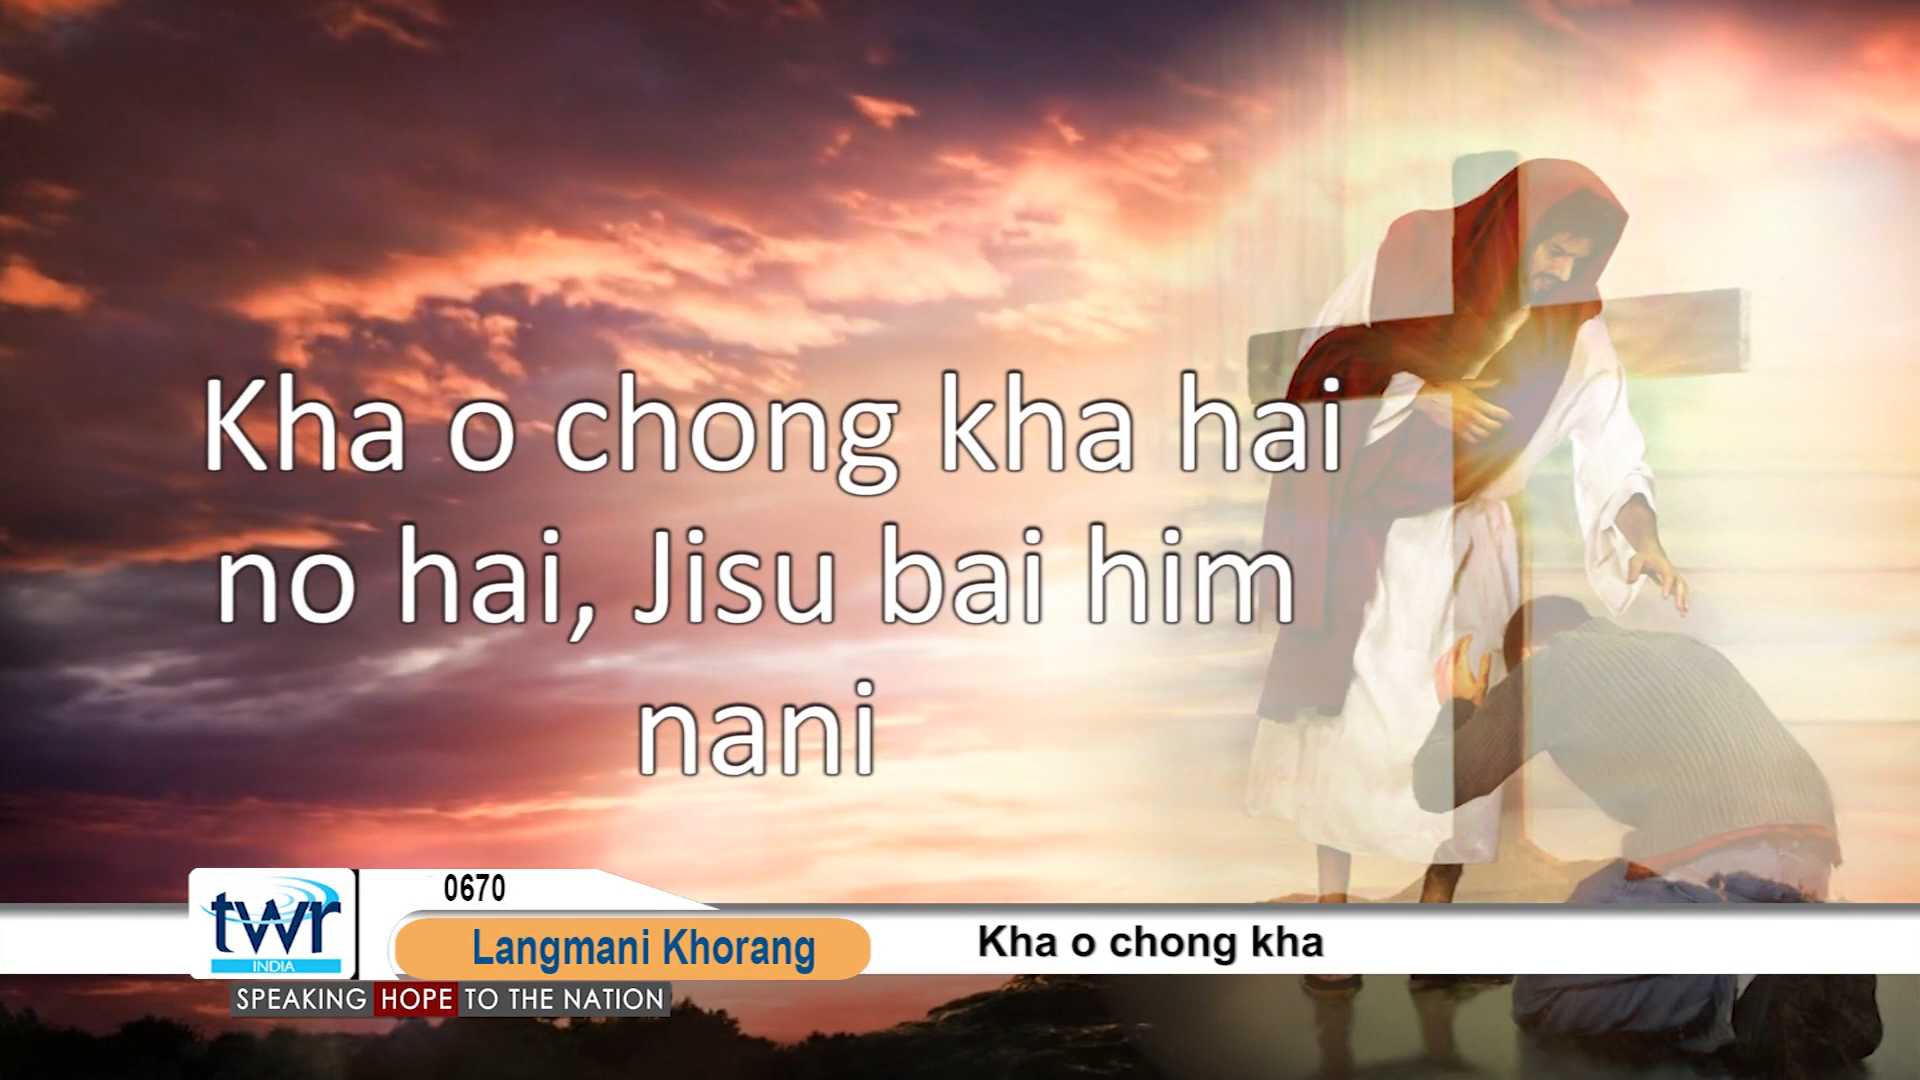 Kha o chong kha hai
no hai, Jisu bai him
nani
0670
twr
INDIA
Langmani Khorang
Kha o chong kha
SPEAKING HOPE TO THE NATION